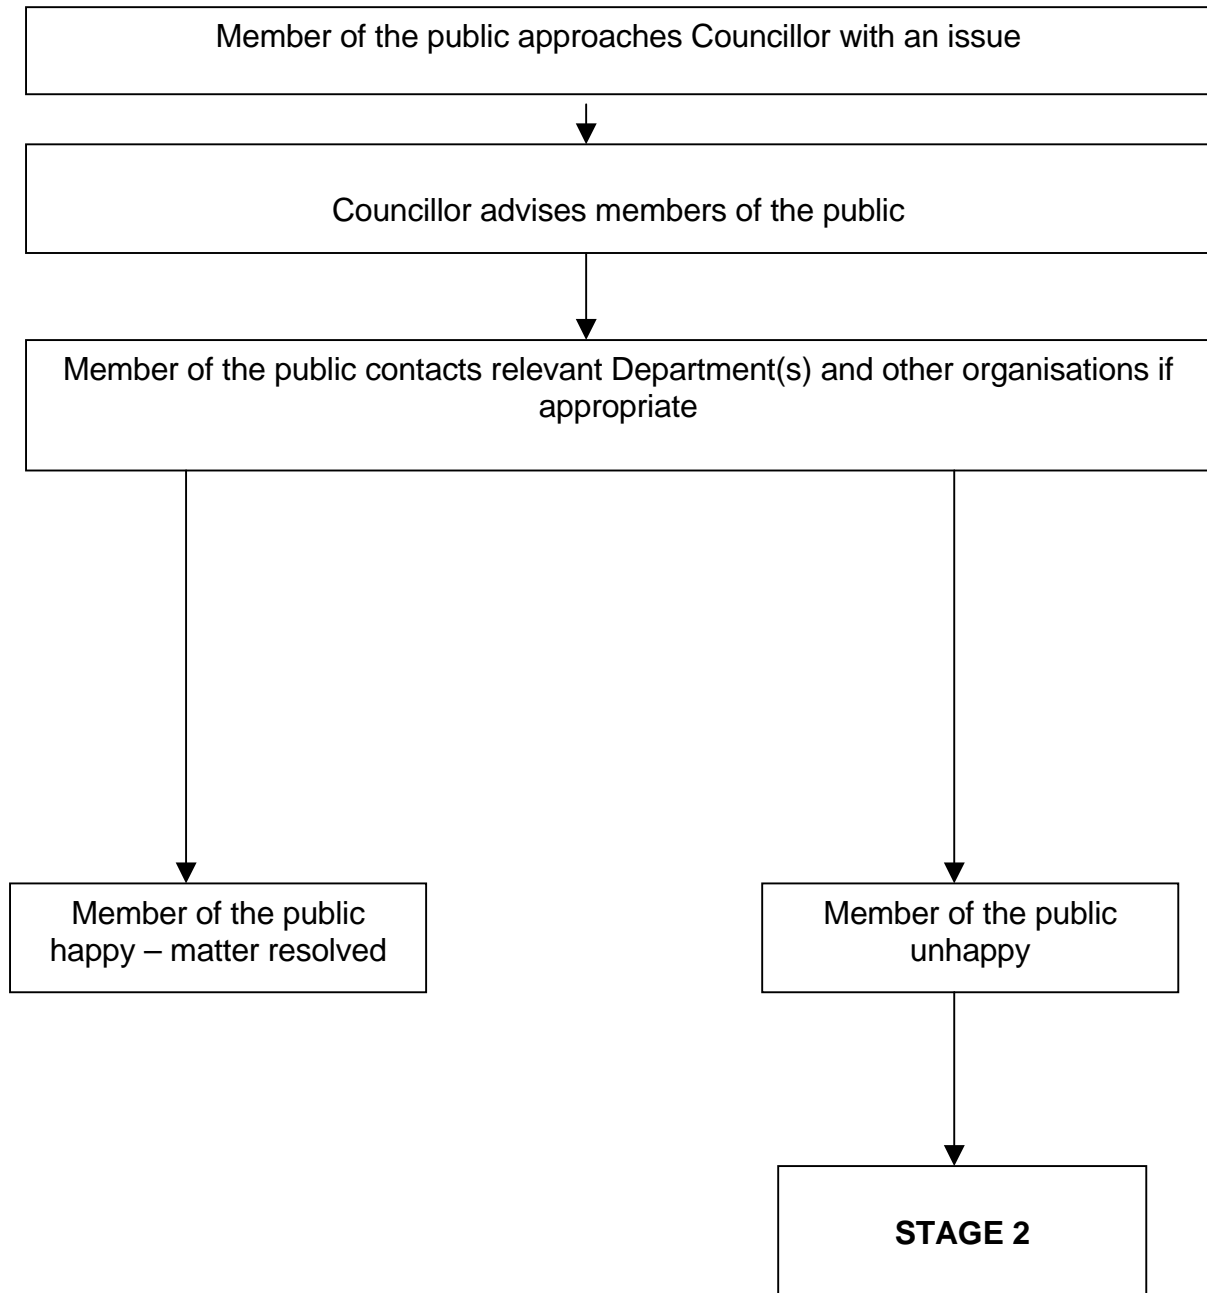 Member of the public approaches Councillor with an issue
Councillor advises members of the public
Member of the public contacts relevant Department(s) and other organisations if
appropriate
Member of the public
happy – matter resolved
Member of the public
unhappy
STAGE 2